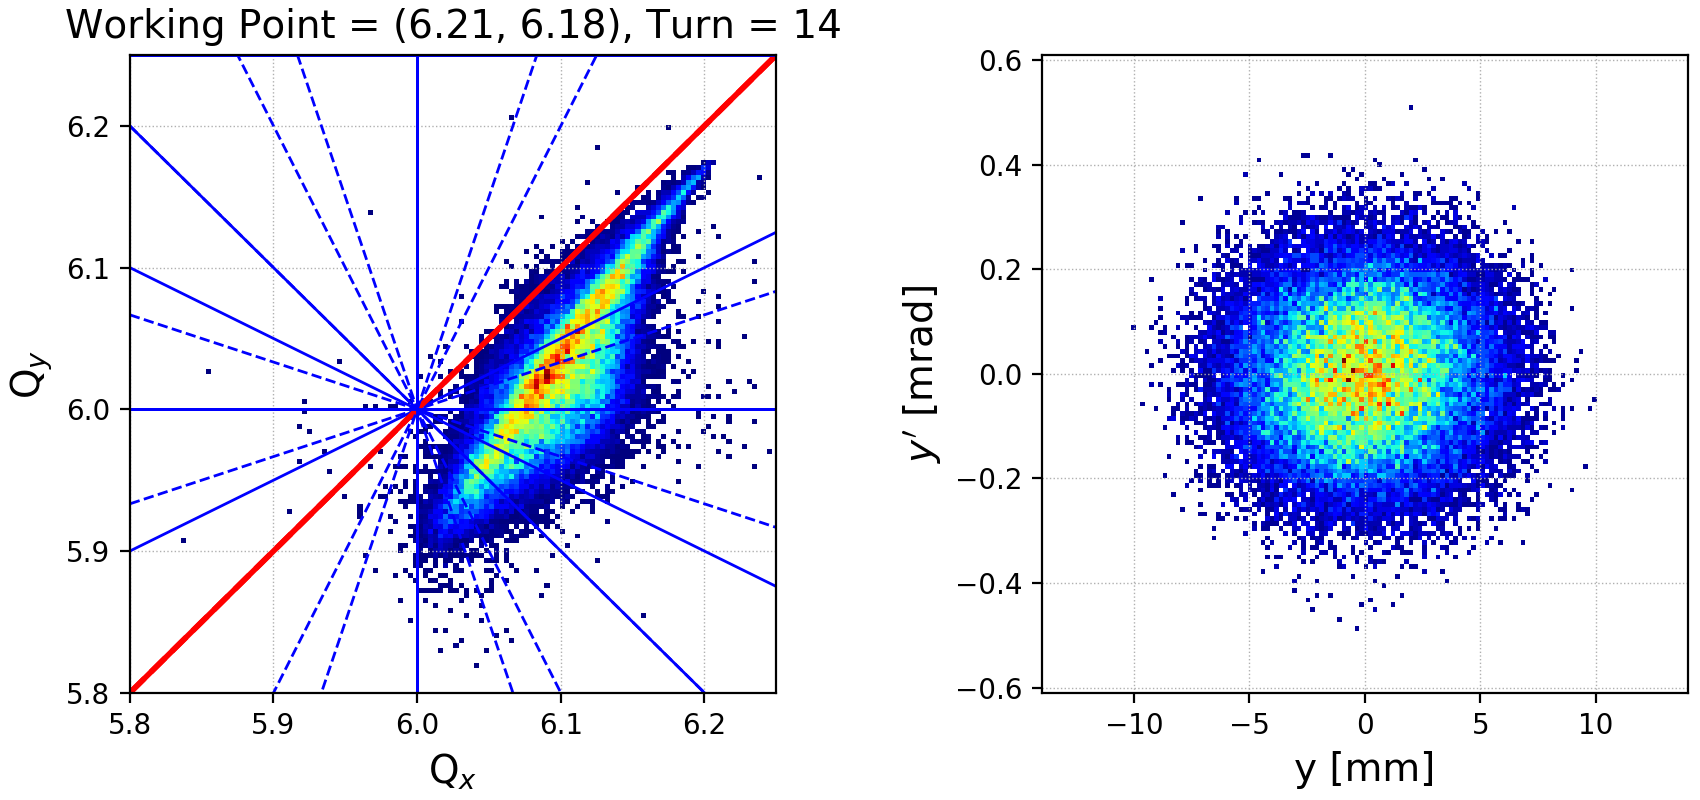 Working Point = (6.21, 6.18), Turn = 14
6.2
6.1
6.0
5.9
5.8
Q_y
5.8 5.9 6.0 6.1 6.2
Q_x
0.6
0.4
0.2
0.0
−0.2
−0.4
−0.6
y′ [mrad]
−10 −5 0 5 10
y [mm]